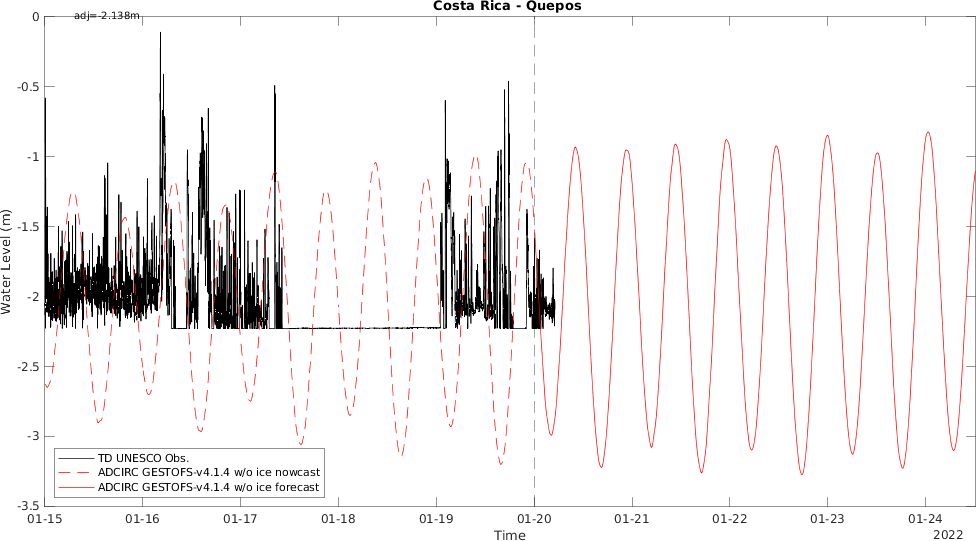 Costa Rica - Quepos
adj=-2.138m
0
-0.5
-1
-1.5
-2
-2.5
-3
-3.5
Water Level (m)
TD UNESCO Obs.
ADCIRC GESTOFS-v4.1.4 w/o ice nowcast
ADCIRC GESTOFS-v4.1.4 w/o ice forecast
01-15 01-16 01-17 01-18 01-19 01-20 01-21 01-22 01-23 01-24
Time
2022